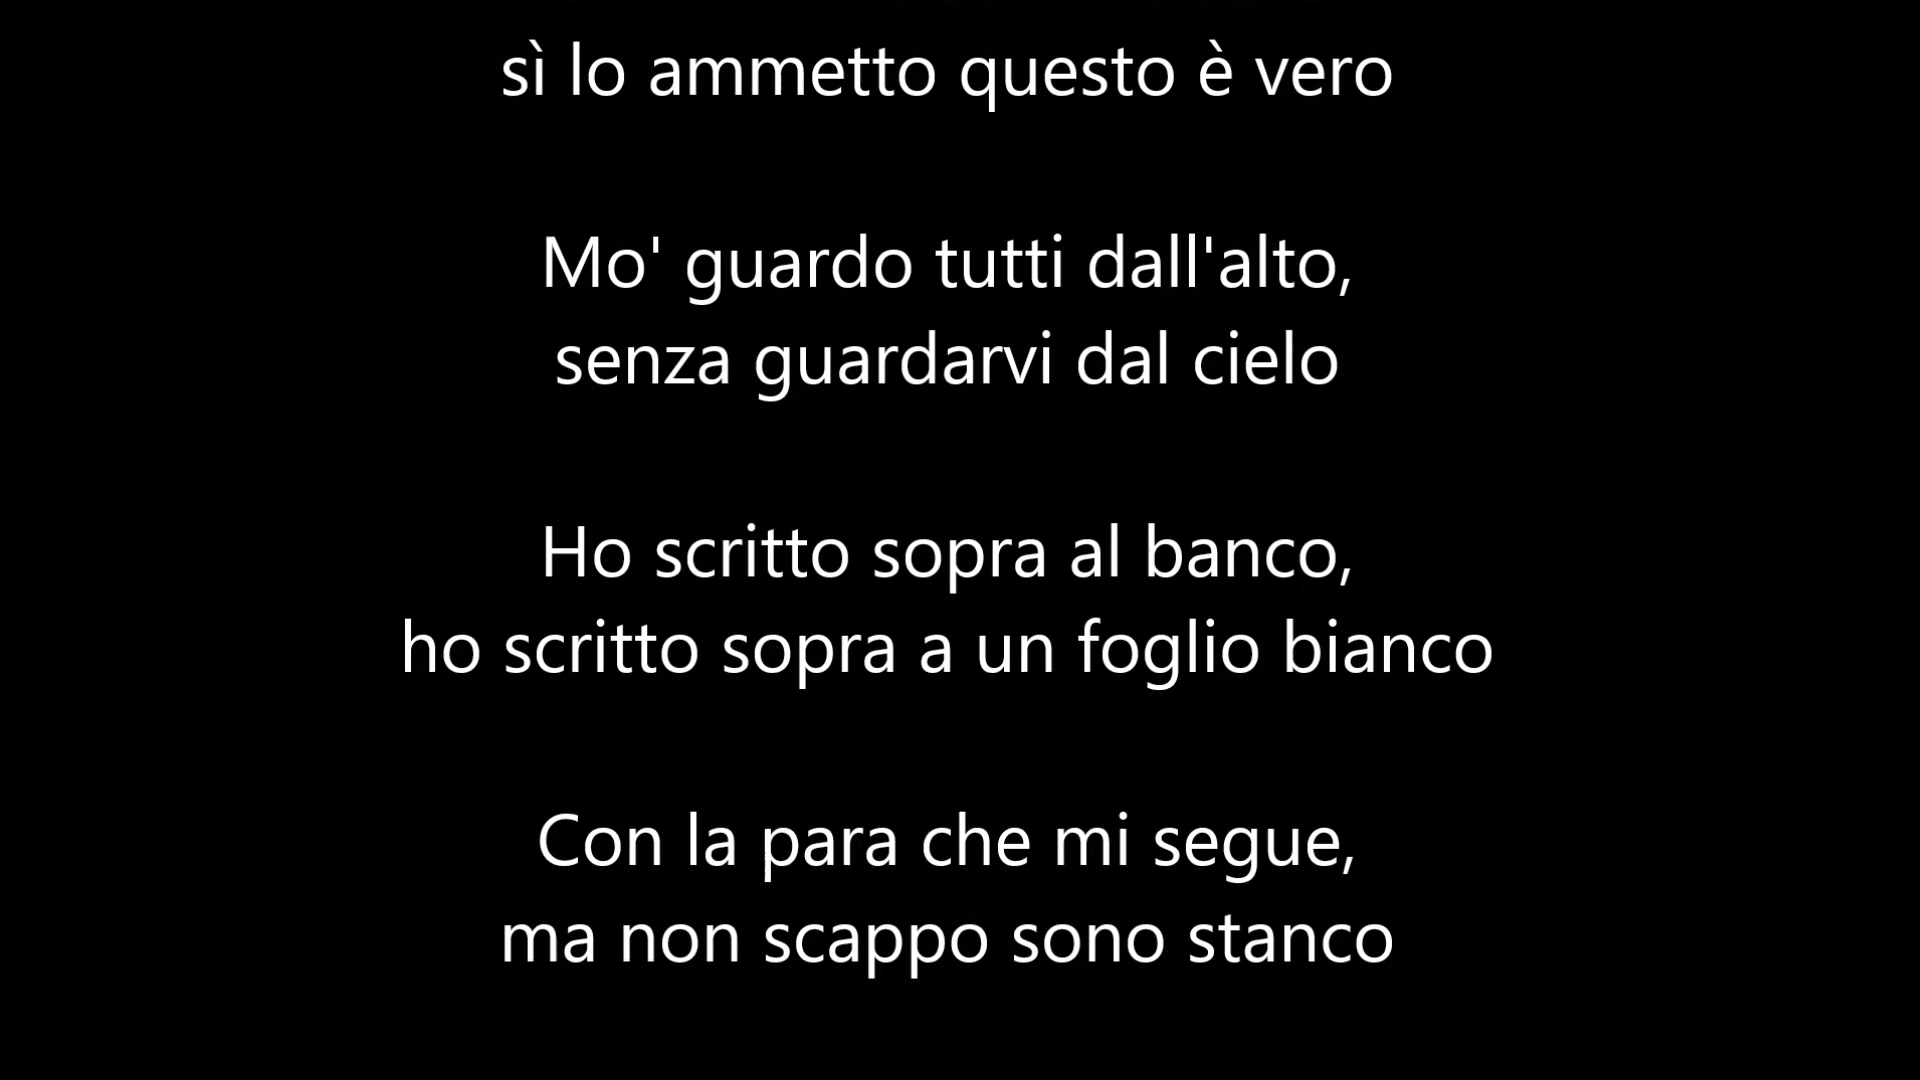 sì lo ammetto questo è vero
Mo' guardo tutti dall'alto,
senza guardarvi dal cielo
Ho scritto sopra al banco,
ho scritto sopra a un foglio bianco
Con la para che mi segue,
ma non scappo sono stanco